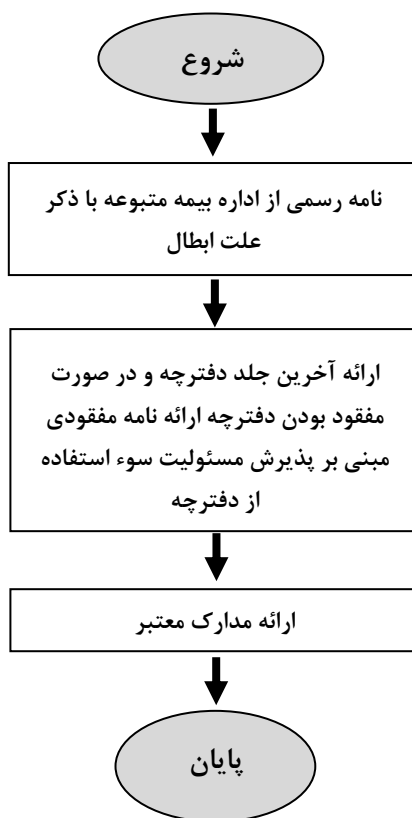 شروع
نامه رسمی از اداره بیمه متبوعه با ذکر
علت ابطال
ارائه آخرین جلد دفترچه و در صورت
مفقود بودن دفترچه ارائه نامه مفقودی
مبنی بر پذیرش مسئولیت سوء استفاده
از دفترچه
ارائه مدارک معتبر
پایان